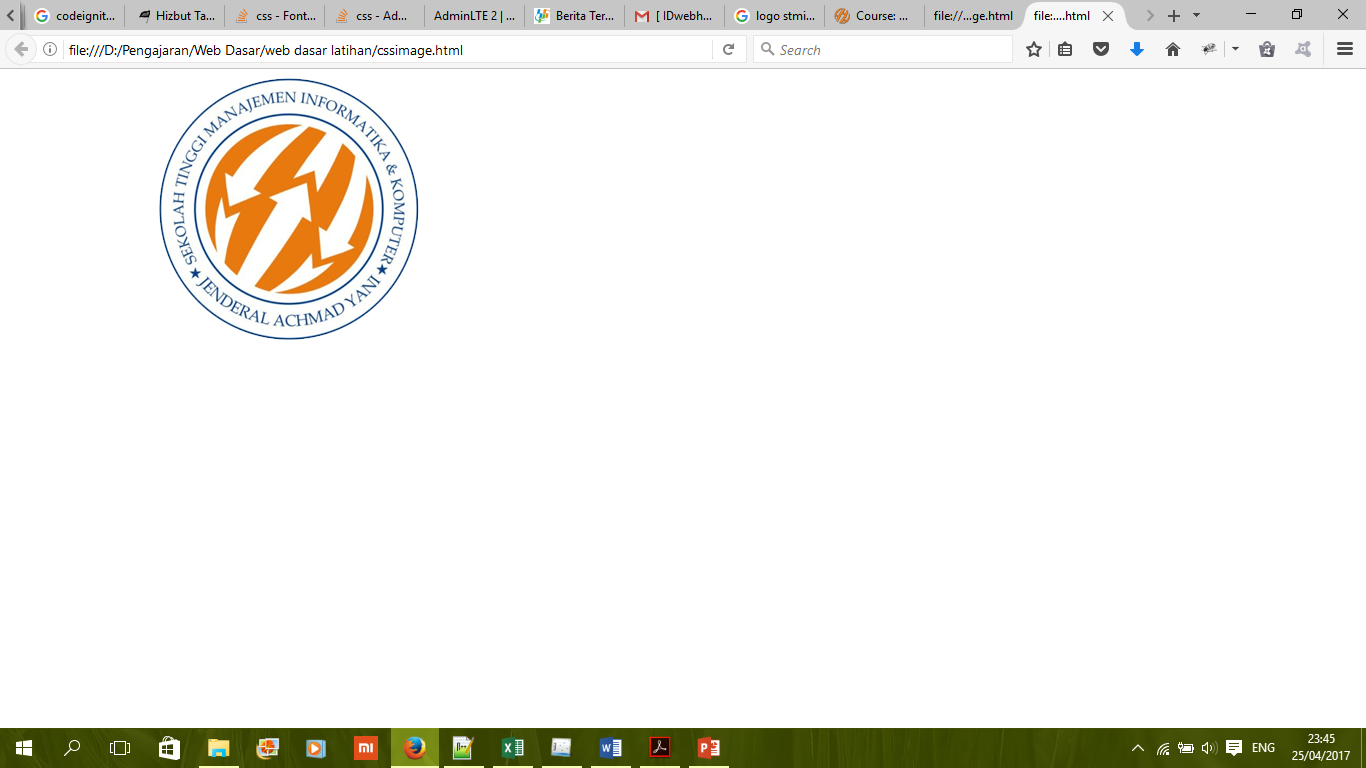 codeignit...
Hizbut Ta...
css - Font...
css - Ad...
AdminLTE 2 | ...
Berita Ter...
[ IDwebh...
logo stmi...
Course: ...
file://...ge.html
file:....html
file:///D:/Pengajaran/Web Dasar/web dasar latihan/cssimage.html
Search
SEKOLAH TINGGI MANAJEMEN INFORMATIKA & KOMPUTER
★ JENDERAL ACHMAD YANI ★
mi
ENG
23:45
25/04/2017